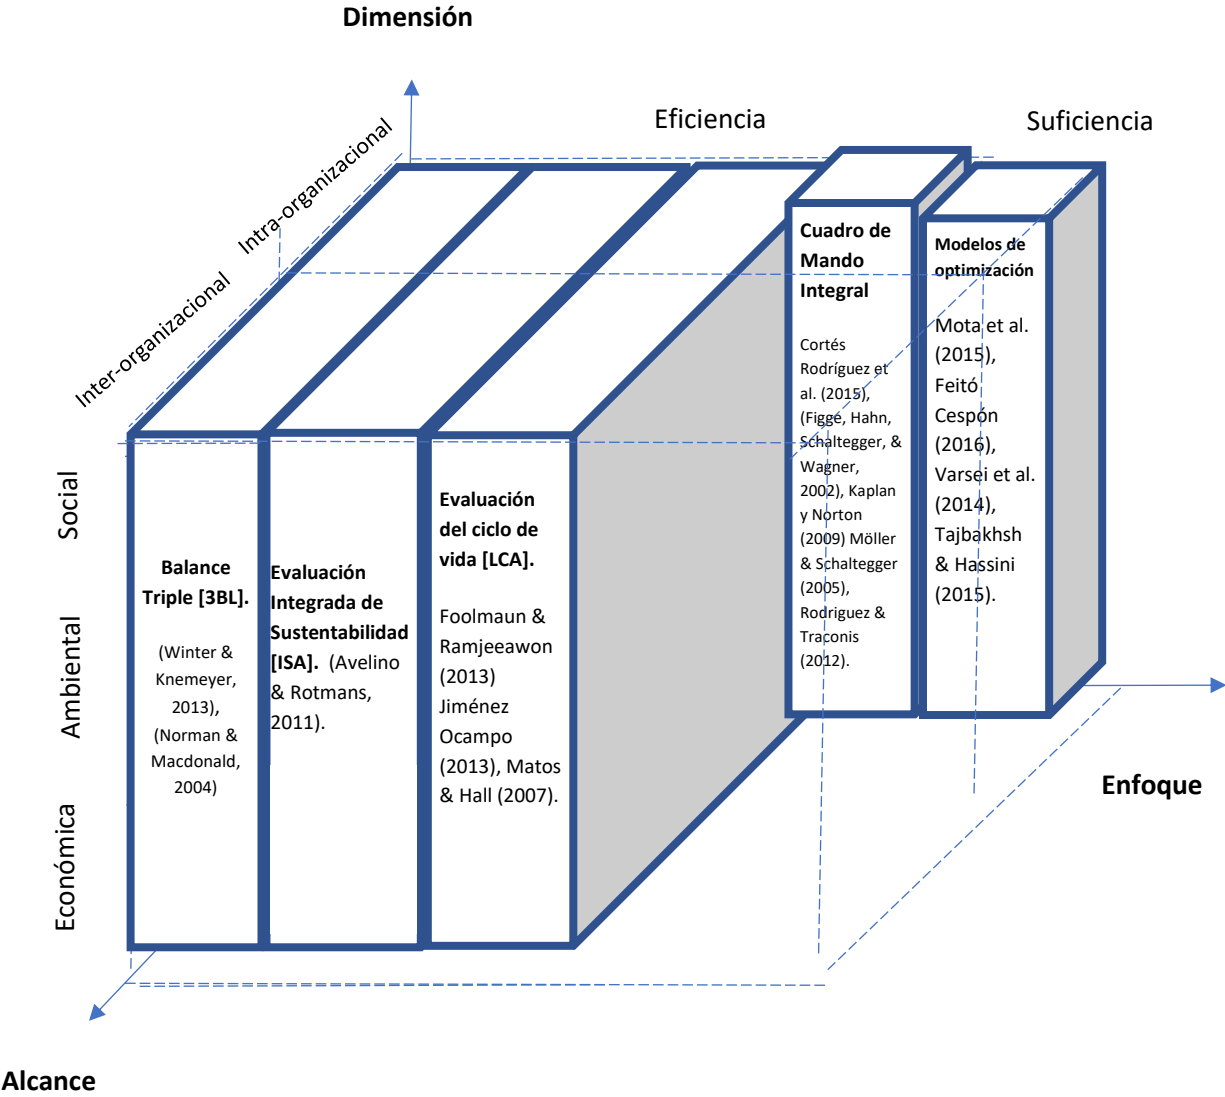 Dimensión
Eficiencia
Suficiencia
Intra-organizacional
Inter-organizacional
Social
Ambiental
Económica
Balance
Triple [3BL].
(Winter &
Knemeyer,
2013),
(Norman &
Macdonald,
2004)
Evaluación
Integrada de
Sustentabilidad
[ISA]. (Avelino
& Rotmans,
2011).
Evaluación
del ciclo de
vida [LCA].
Foolmaun &
Ramjeeawon
(2013)
Jiménez
Ocampo
(2013), Matos
& Hall (2007).
Cuadro de
Mando
Integral
Cortés
Rodríguez et
al. (2015),
(Figge, Hahn,
Schaltegger, &
Wagner,
2002), Kaplan
y Norton
(2009) Möller
& Schaltegger
(2005),
Rodriguez &
Traconis
(2012).
Modelos de
optimización
Mota et al.
(2015),
Feitó
Cespón
(2016),
Varsei et al.
(2014),
Tajbakhsh
& Hassini
(2015).
Enfoque
Alcance